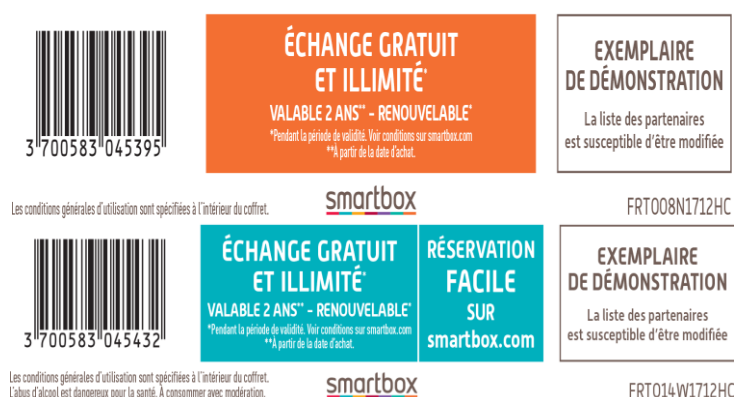 ÉCHANGE GRATUIT
ET ILLIMITÉ*
VALABLE 2 ANS** - RENOUVELABLE*
*Pendant la période de validité. Voir conditions sur smartbox.com
**À partir de la date d'achat.
EXEMPLAIRE
DE DÉMONSTRATION
La liste des partenaires
est susceptible d'être modifiée
3 700583 045395
Les conditions générales d'utilisation sont spécifiées à l'intérieur du coffret.
smartbox
FRT008N1712HC
ÉCHANGE GRATUIT
ET ILLIMITÉ*
VALABLE 2 ANS** - RENOUVELABLE*
*Pendant la période de validité. Voir conditions sur smartbox.com
**À partir de la date d'achat.
RÉSERVATION
FACILE
SUR
smartbox.com
EXEMPLAIRE
DE DÉMONSTRATION
La liste des partenaires
est susceptible d'être modifiée
3 700583 045432
Les conditions générales d'utilisation sont spécifiées à l'intérieur du coffret.
L'abus d'alcool est dangereux pour la santé. À consommer avec modération.
smartbox
FRT014W1712HC